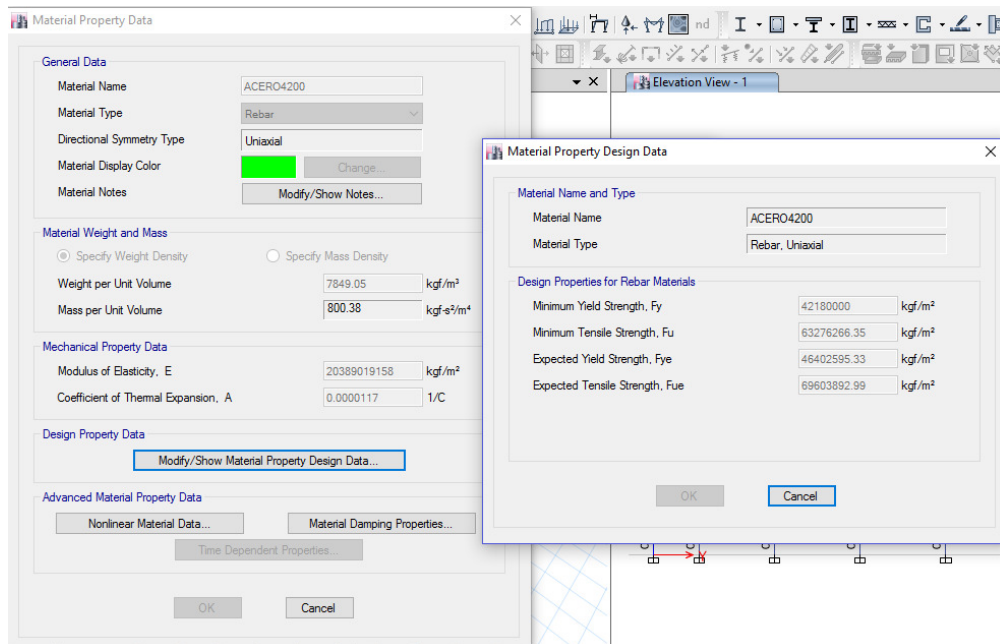 Material Property Data
General Data
Material Name ACERO4200
Material Type Rebar
Directional Symmetry Type Uniaxial
Material Display Color Change...
Material Notes Modify/Show Notes...
Material Weight and Mass
Specify Weight Density Specify Mass Density
Weight per Unit Volume 7849.05 kgf/m³
Mass per Unit Volume 800.38 kgf-s²/m⁴
Mechanical Property Data
Modulus of Elasticity, E 20389019158 kgf/m²
Coefficient of Thermal Expansion, A 0.0000117 1/C
Design Property Data
Modify/Show Material Property Design Data...
Advanced Material Property Data
Nonlinear Material Data... Material Damping Properties...
Time Dependent Properties...
OK Cancel
nd
Elevation View - 1
Material Property Design Data
Material Name and Type
Material Name ACERO4200
Material Type Rebar, Uniaxial
Design Properties for Rebar Materials
Minimum Yield Strength, Fy 42180000 kgf/m²
Minimum Tensile Strength, Fu 63276266.33 kgf/m²
Expected Yield Strength, Fye 46402595.33 kgf/m²
Expected Tensile Strength, Fue 69603892.99 kgf/m²
OK Cancel
Y